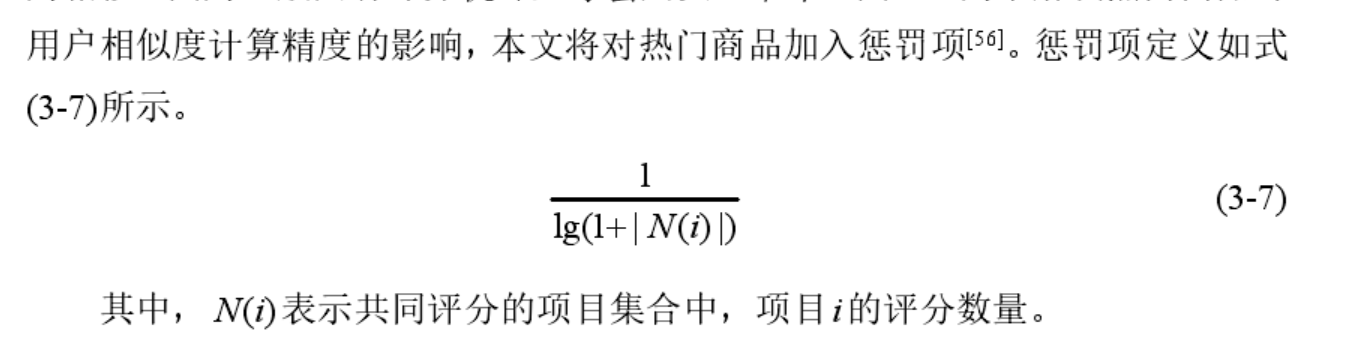 用户相似度计算精度的影响，本文将对热门商品加入惩罚项[56]。惩罚项定义如式
(3-7)所示。
1
lg(1+| N(i) |)
(3-7)
其中， N(i)表示共同评分的项目集合中，项目i的评分数量。